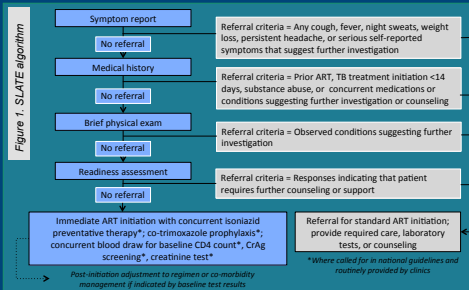 Figure 1. SLATE algorithm
Symptom report
Referral criteria = Any cough, fever, night sweats, weight
loss, persistent headache, or serious self-reported
symptoms that suggest further investigation
No referral
Medical history
Referral criteria = Prior ART, TB treatment initiation <14
days, substance abuse, or concurrent medications or
conditions suggesting further investigation or counseling
No referral
Brief physical exam
Referral criteria = Observed conditions suggesting further
investigation
No referral
Readiness assessment
Referral criteria = Responses indicating that patient
requires further counseling or support
No referral
Immediate ART initiation with concurrent isoniazid
preventative therapy*; co-trimoxazole prophylaxis*;
concurrent blood draw for baseline CD4 count*, CrAg
screening*, creatinine test*
Referral for standard ART initiation;
provide required care, laboratory
tests, or counseling
*Where called for in national guidelines and
routinely provided by clinics
Post-initiation adjustment to regimen or co-morbidity
management if indicated by baseline test results